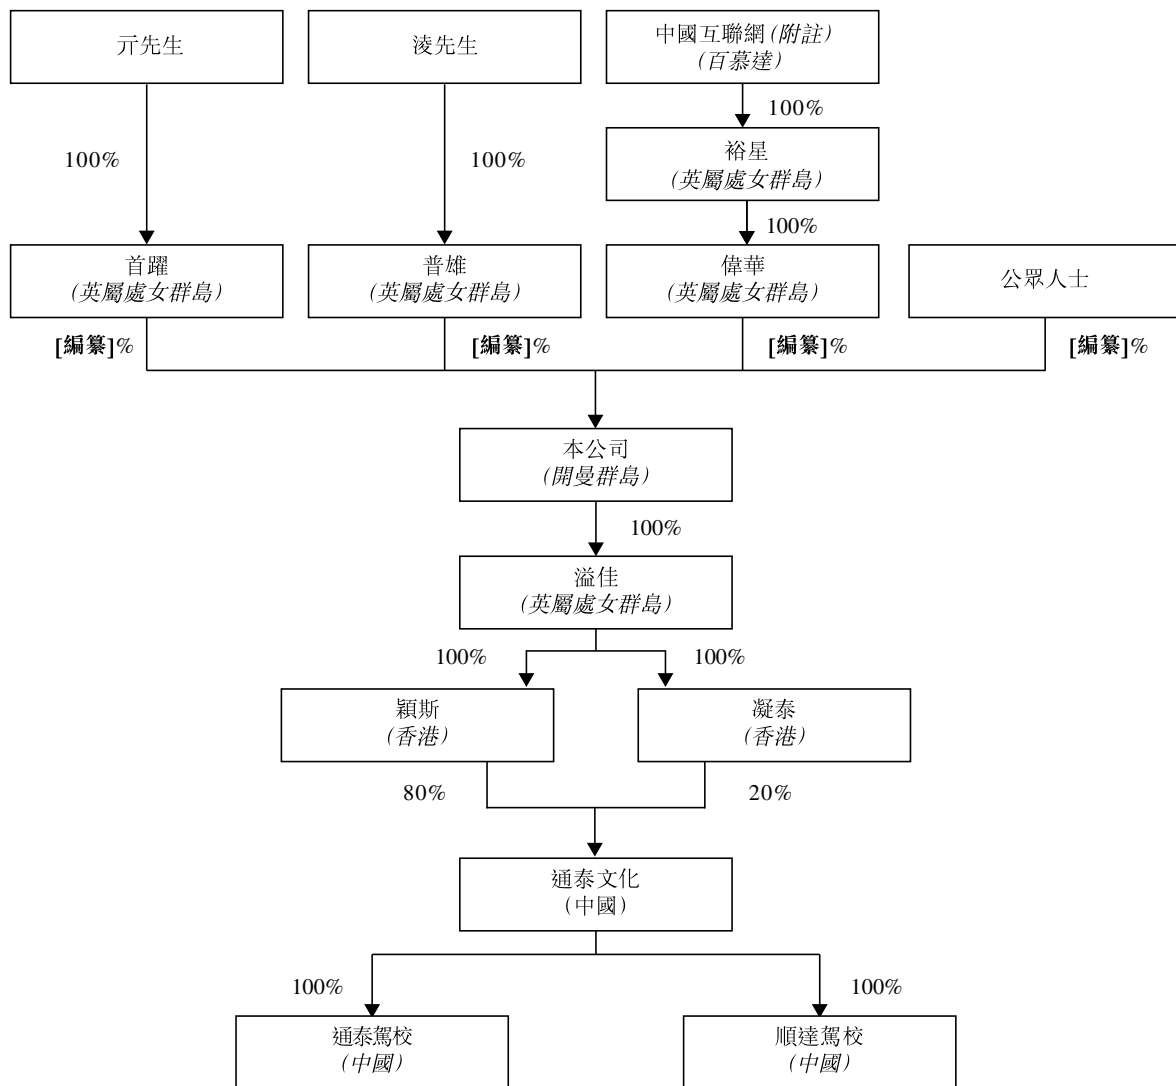 亓先生
淩先生
中國互聯網(附註)
(百慕達)
100%
100%
100%
裕星
(英屬處女群島)
100%
首躍
(英屬處女群島)
普雄
(英屬處女群島)
偉華
(英屬處女群島)
公眾人士
[編纂]%
[編纂]%
[編纂]%
[編纂]%
本公司
(開曼群島)
100%
溢佳
(英屬處女群島)
100%
100%
穎斯
(香港)
凝泰
(香港)
80%
20%
通泰文化
(中國)
100%
100%
通泰駕校
(中國)
順達駕校
(中國)